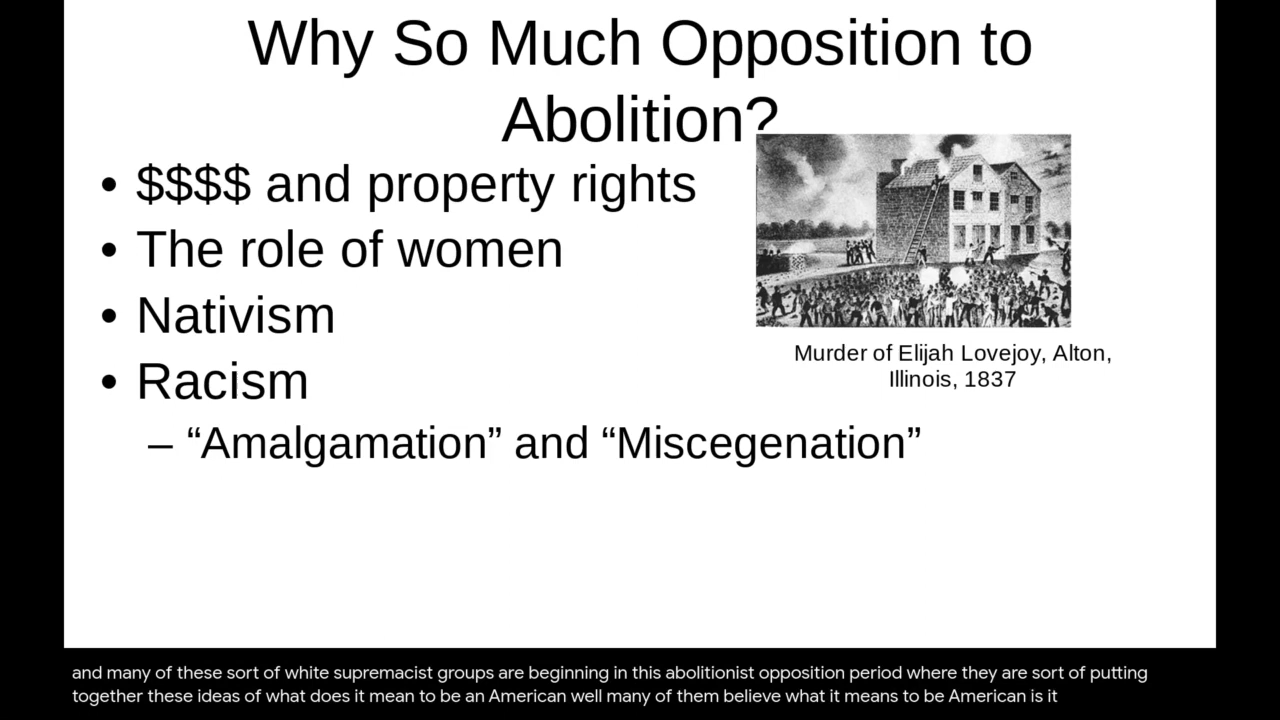 Why So Much Opposition to
Abolition?
• $$$$ and property rights
• The role of women
• Nativism
• Racism
– “Amalgamation” and “Miscegenation”
Murder of Elijah Lovejoy, Alton,
Illinois, 1837
and many of these sort of white supremacist groups are beginning in this abolitionist opposition period where they are sort of putting
together these ideas of what does it mean to be an American well many of them believe what it means to be American is it